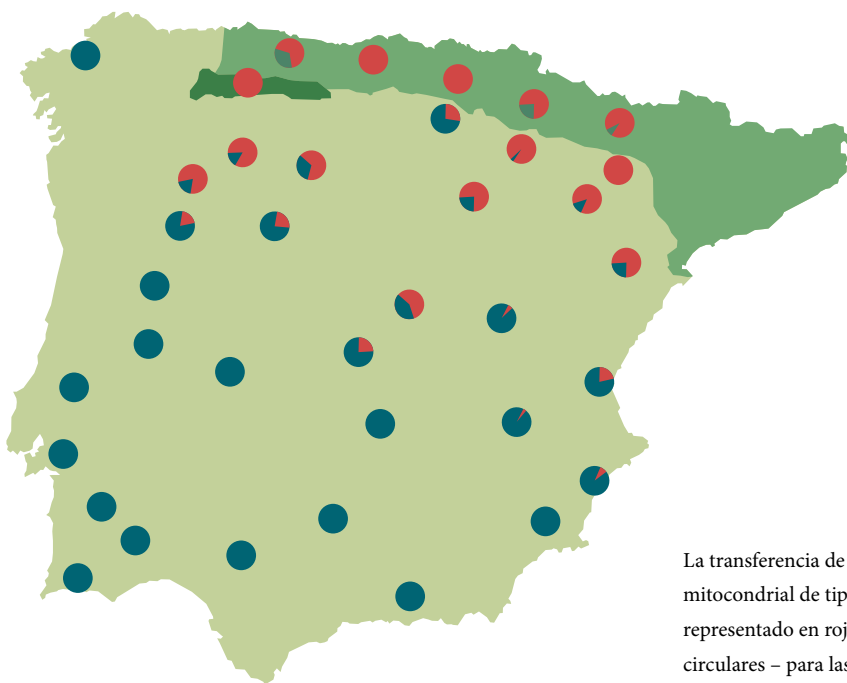 La transferencia de
mitocondrial de tip
representado en roj
circulares – para las